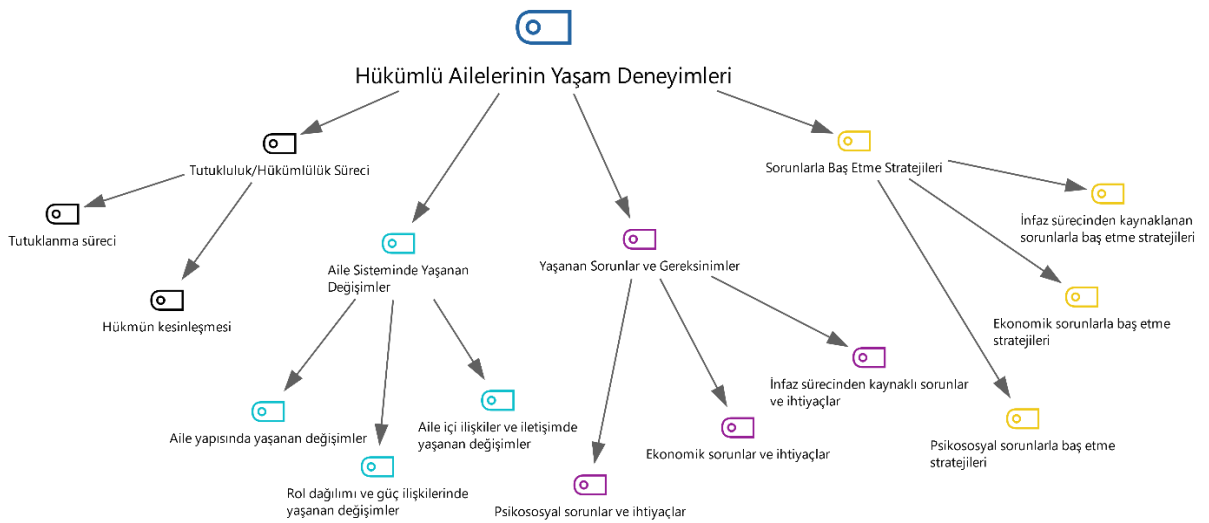 Hükümlü Ailelerinin Yaşam Deneyimleri
Tutukluluk/Hükümlülük Süreci
Tutuklanma süreci
Hükmün kesinleşmesi
Aile Sisteminde Yaşanan
Değişimler
Aile yapısında yaşanan değişimler
Rol dağılımı ve güç ilişkilerinde
yaşanan değişimler
Aile içi ilişkiler ve iletişimde
yaşanan değişimler
Yaşanan Sorunlar ve Gereksinimler
Psikososyal sorunlar ve ihtiyaçlar
Ekonomik sorunlar ve ihtiyaçlar
İnfaz sürecinden kaynaklı sorunlar
ve ihtiyaçlar
Sorunlarla Baş Etme Stratejileri
Psikososyal sorunlarla baş etme
stratejileri
Ekonomik sorunlarla baş etme
stratejileri
İnfaz sürecinden kaynaklanan
sorunlarla baş etme stratejileri